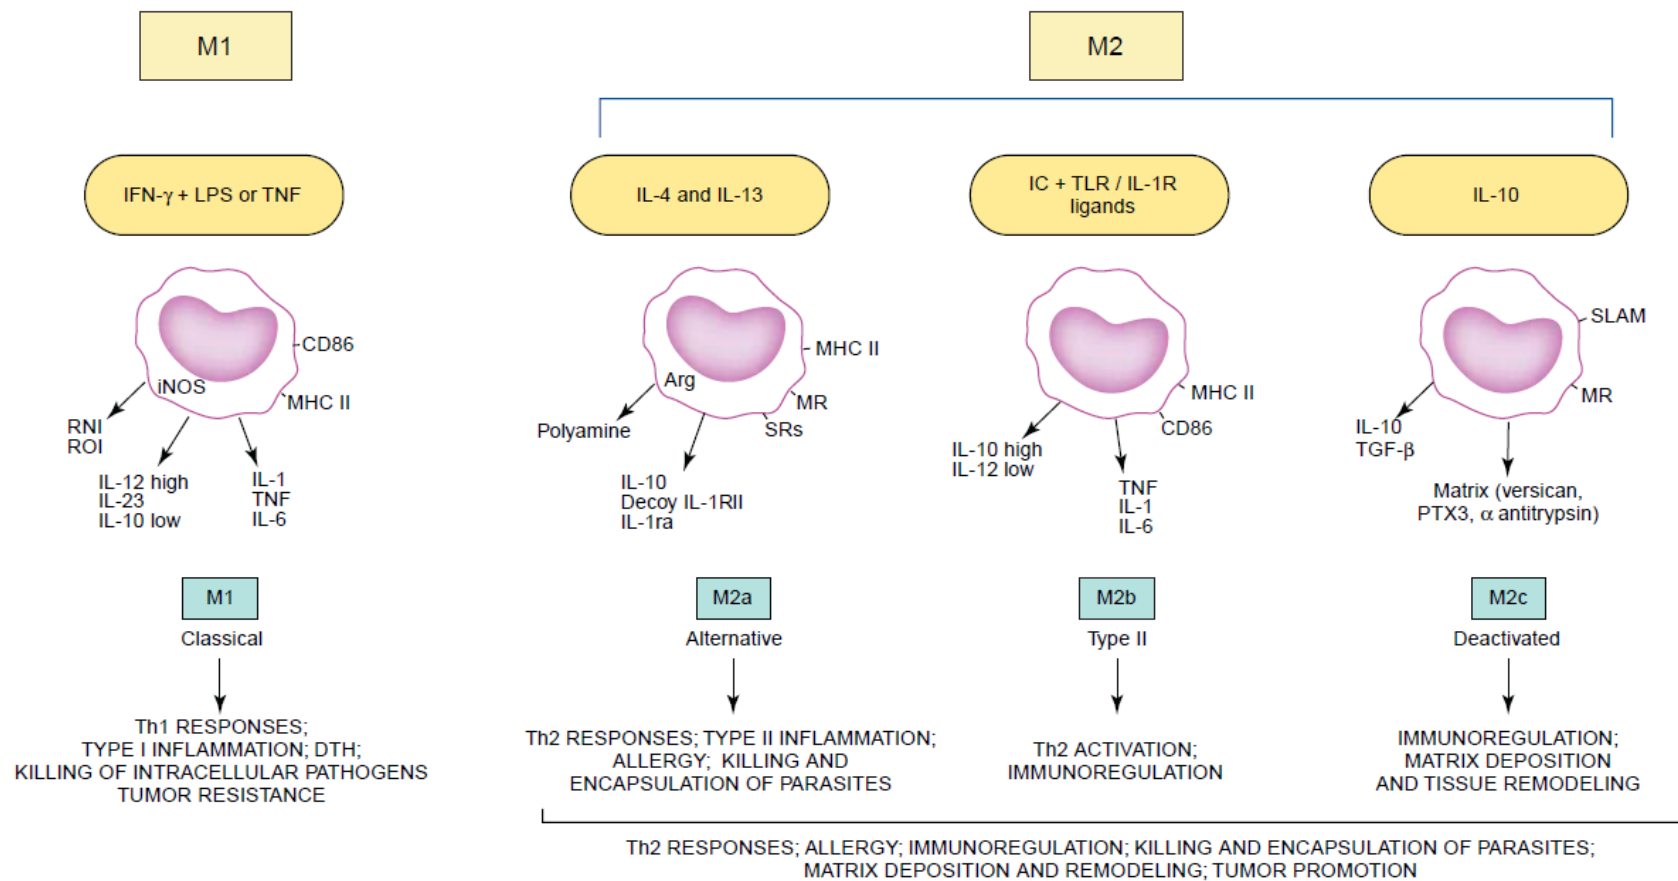 M1
M2
IFN-γ + LPS or TNF
IL-4 and IL-13
IC + TLR / IL-1R
ligands
IL-10
CD86
iNOS
MHC II
RNI
ROI
IL-12 high
IL-23
IL-10 low
IL-1
TNF
IL-6
MHC II
Arg
MR
SRs
Polyamine
IL-10
Decoy IL-1RII
IL-1ra
MHC II
CD86
IL-10 high
IL-12 low
TNF
IL-1
IL-6
SLAM
MR
IL-10
TGF-β
Matrix (versican,
PTX3, α antitrypsin)
M1
Classical
M2a
Alternative
M2b
Type II
M2c
Deactivated
Th1 RESPONSES;
TYPE I INFLAMMATION; DTH;
KILLING OF INTRACELLULAR PATHOGENS
TUMOR RESISTANCE
Th2 RESPONSES; TYPE II INFLAMMATION;
ALLERGY; KILLING AND
ENCAPSULATION OF PARASITES
Th2 ACTIVATION;
IMMUNOREGULATION
IMMUNOREGULATION;
MATRIX DEPOSITION
AND TISSUE REMODELING
Th2 RESPONSES; ALLERGY; IMMUNOREGULATION; KILLING AND ENCAPSULATION OF PARASITES;
MATRIX DEPOSITION AND REMODELING; TUMOR PROMOTION